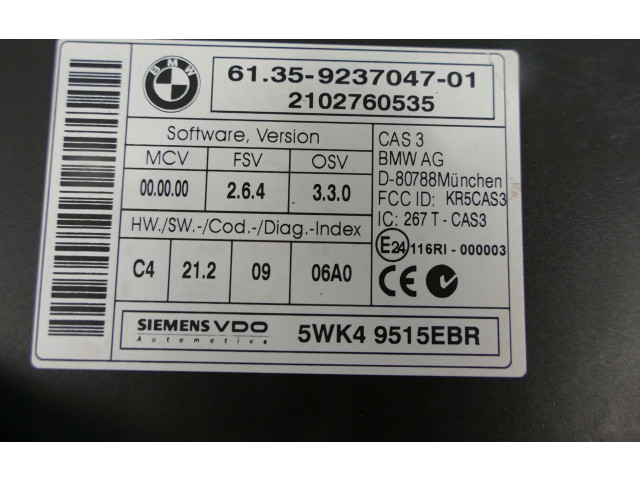 BMW
61.35-9237047-01
2102760535
Software, Version
MCV FSV OSV
00.00.00 2.6.4 3.3.0
HW./SW.-/Cod.-/Diag.-Index
C4 21.2 09 06A0
CAS 3
BMW AG
D-80788München
FCC ID: KR5CAS3
IC: 267 T - CAS3
E24 116RI - 000003
CE
SIEMENS VDO
Automotive
5WK4 9515EBR